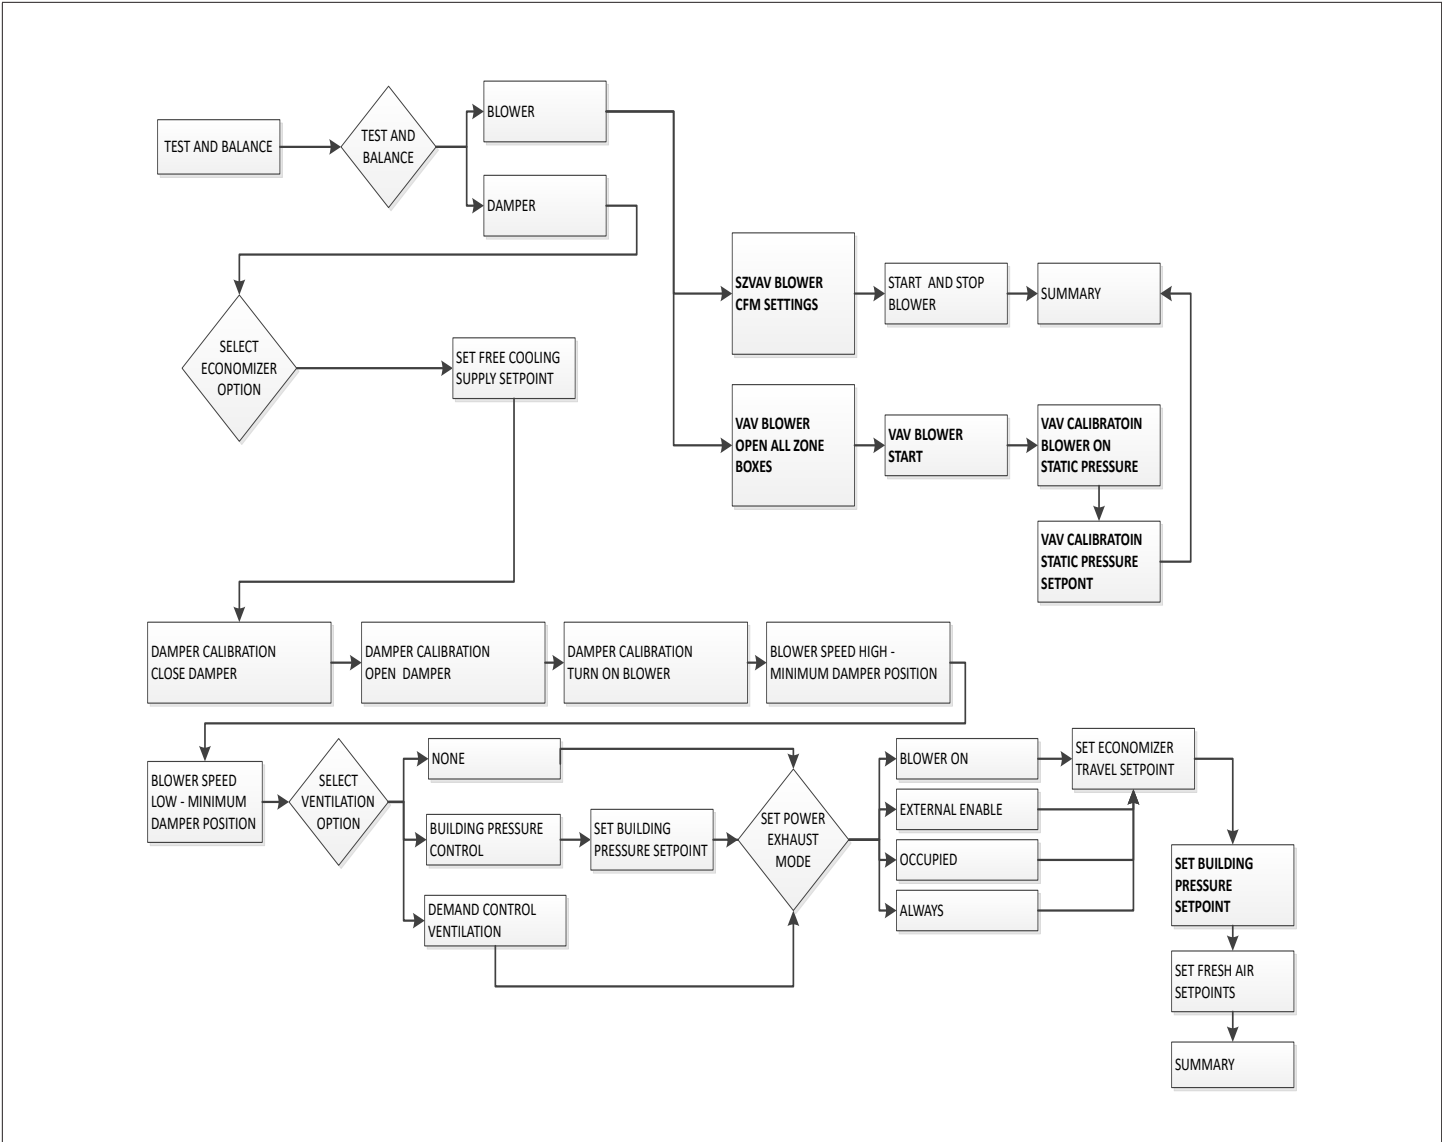 TEST AND BALANCE
TEST AND
BALANCE
BLOWER
DAMPER
SZVAV BLOWER
CFM SETTINGS
START AND STOP
BLOWER
SUMMARY
SELECT
ECONOMIZER
OPTION
SET FREE COOLING
SUPPLY SETPOINT
VAV BLOWER
OPEN ALL ZONE
BOXES
VAV BLOWER
START
VAV CALIBRATOIN
BLOWER ON
STATIC PRESSURE
VAV CALIBRATOIN
STATIC PRESSURE
SETPONT
DAMPER CALIBRATION
CLOSE DAMPER
DAMPER CALIBRATION
OPEN DAMPER
DAMPER CALIBRATION
TURN ON BLOWER
BLOWER SPEED HIGH -
MINIMUM DAMPER POSITION
BLOWER SPEED
LOW - MINIMUM
DAMPER POSITION
SELECT
VENTILATION
OPTION
NONE
BUILDING PRESSURE
CONTROL
DEMAND CONTROL
VENTILATION
SET BUILDING
PRESSURE SETPOINT
SET POWER
EXHAUST
MODE
BLOWER ON
EXTERNAL ENABLE
OCCUPIED
ALWAYS
SET ECONOMIZER
TRAVEL SETPOINT
SET BUILDING
PRESSURE
SETPOINT
SET FRESH AIR
SETPOINTS
SUMMARY